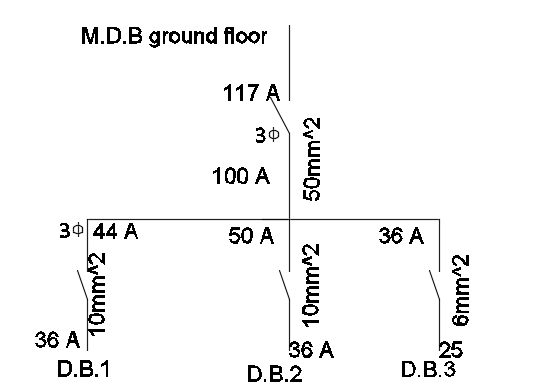 M.D.B ground floor
117 A
3ϕ
50mm^2
100 A
3ϕ 44 A
50 A
36 A
10mm^2
10mm^2
6mm^2
36 A
36 A
25
D.B.1
D.B.2
D.B.3